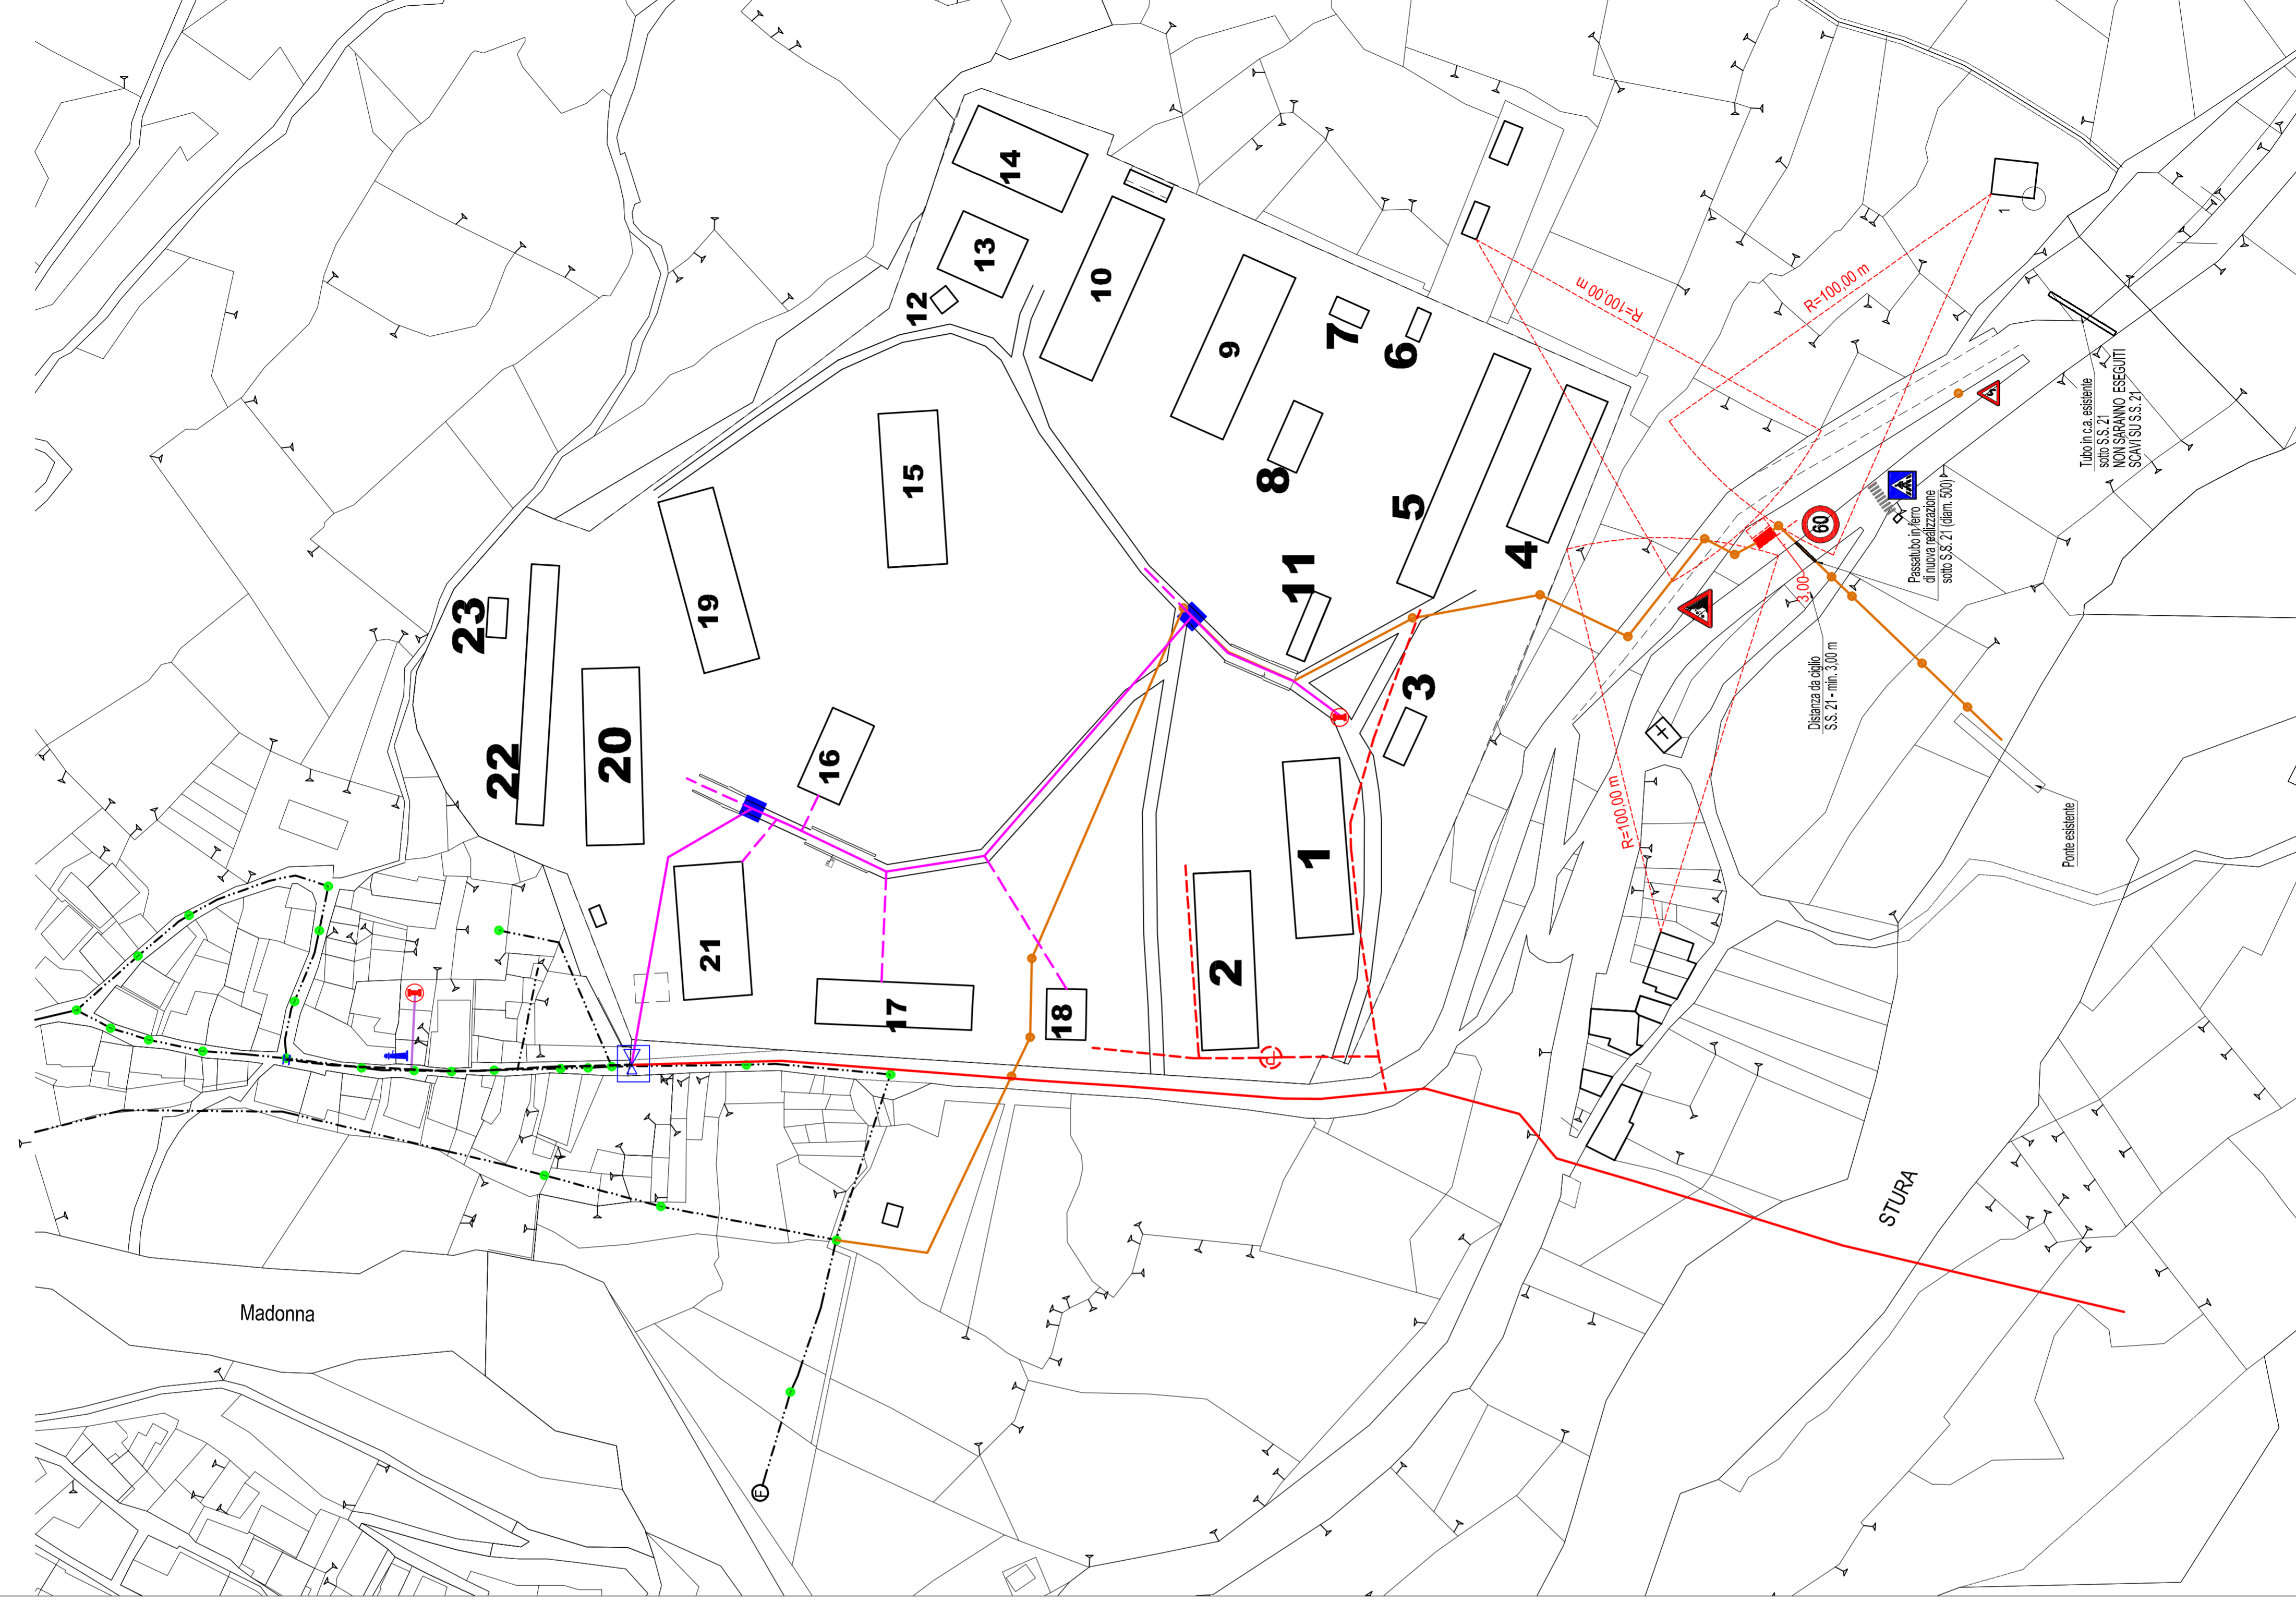 14
13
12
10
9
7
6
8
5
4
11
3
15
19
23
22
20
16
21
17
18
2
1
R=100,00 m
R=100,00 m
R=100,00 m
1
60
3,00
Tubo in c.a. esistente
sotto S.S. 21
NON SARANNO ESEGUITI
SCAVI SU S.S. 21
Passatubo in ferro
di nuova realizzazione
sotto S.S. 21 (diam. 500)
Distanza da ciglio
S.S. 21 - min. 3,00 m
Ponte esistente
STURA
Madonna
F